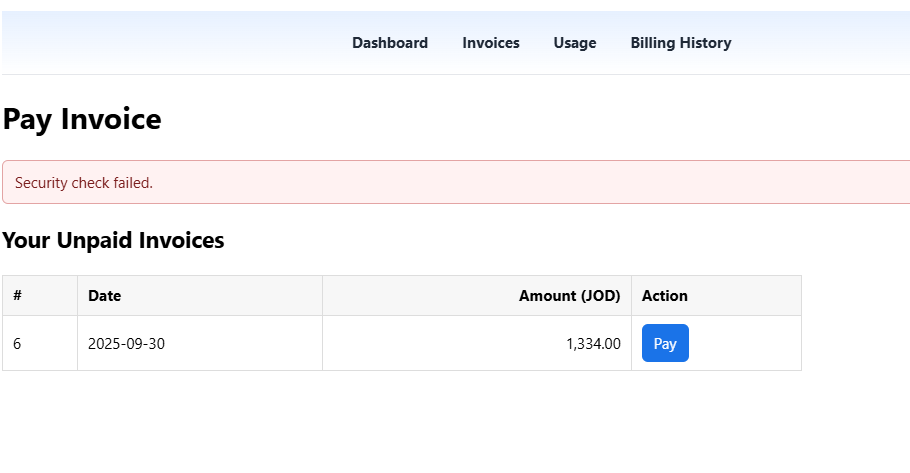 Dashboard Invoices Usage Billing History
Pay Invoice
Security check failed.
Your Unpaid Invoices
# Date Amount (JOD) Action
6 2025-09-30 1,334.00 Pay